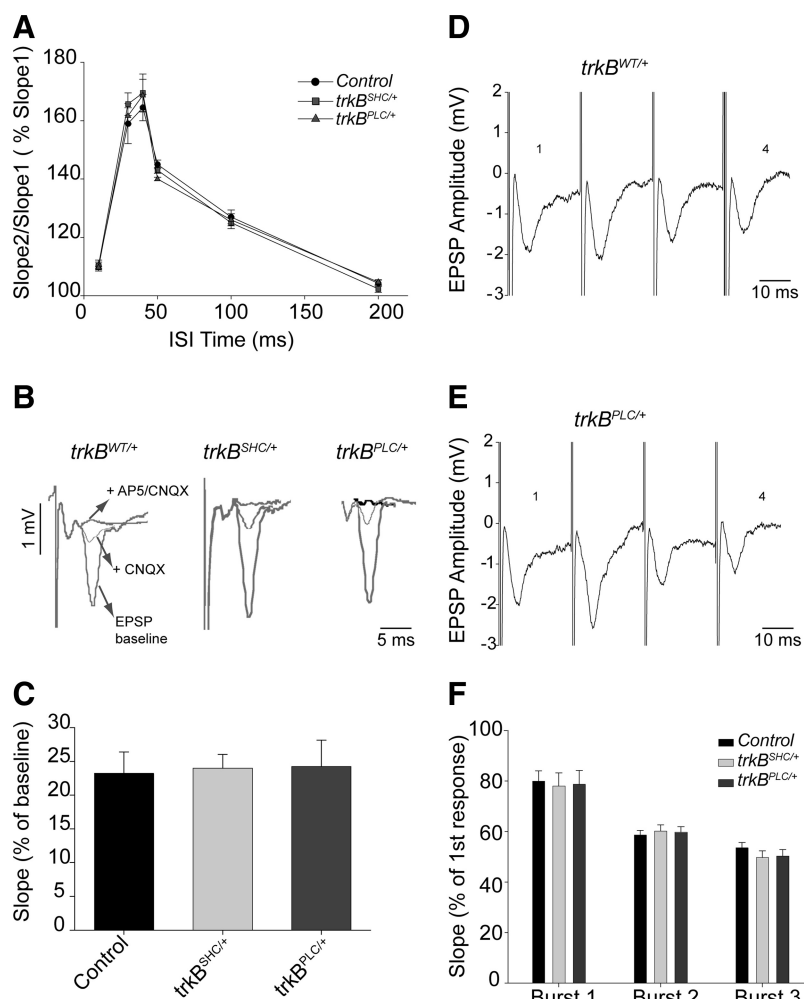 A
Slope2/Slope1 ( % Slope1)
180
160
140
120
100
0
50
100
150
200
ISI Time (ms)
Control
trkB^SHC/+
trkB^PLC/+
B
trkB^WT/+
trkB^SHC/+
trkB^PLC/+
1 mV
+ AP5/CNQX
+ CNQX
EPSP
baseline
5 ms
C
Slope (% of baseline)
30
25
20
15
10
5
0
Control
trkB^SHC/+
trkB^PLC/+
D
trkB^WT/+
EPSP Amplitude (mV)
2
1
0
-1
-2
-3
1
4
10 ms
E
trkB^PLC/+
EPSP Amplitude (mV)
2
1
0
-1
-2
-3
1
4
10 ms
F
Slope (% of 1st response)
100
80
60
40
20
0
Control
trkB^SHC/+
trkB^PLC/+
Burst 1
Burst 2
Burst 3